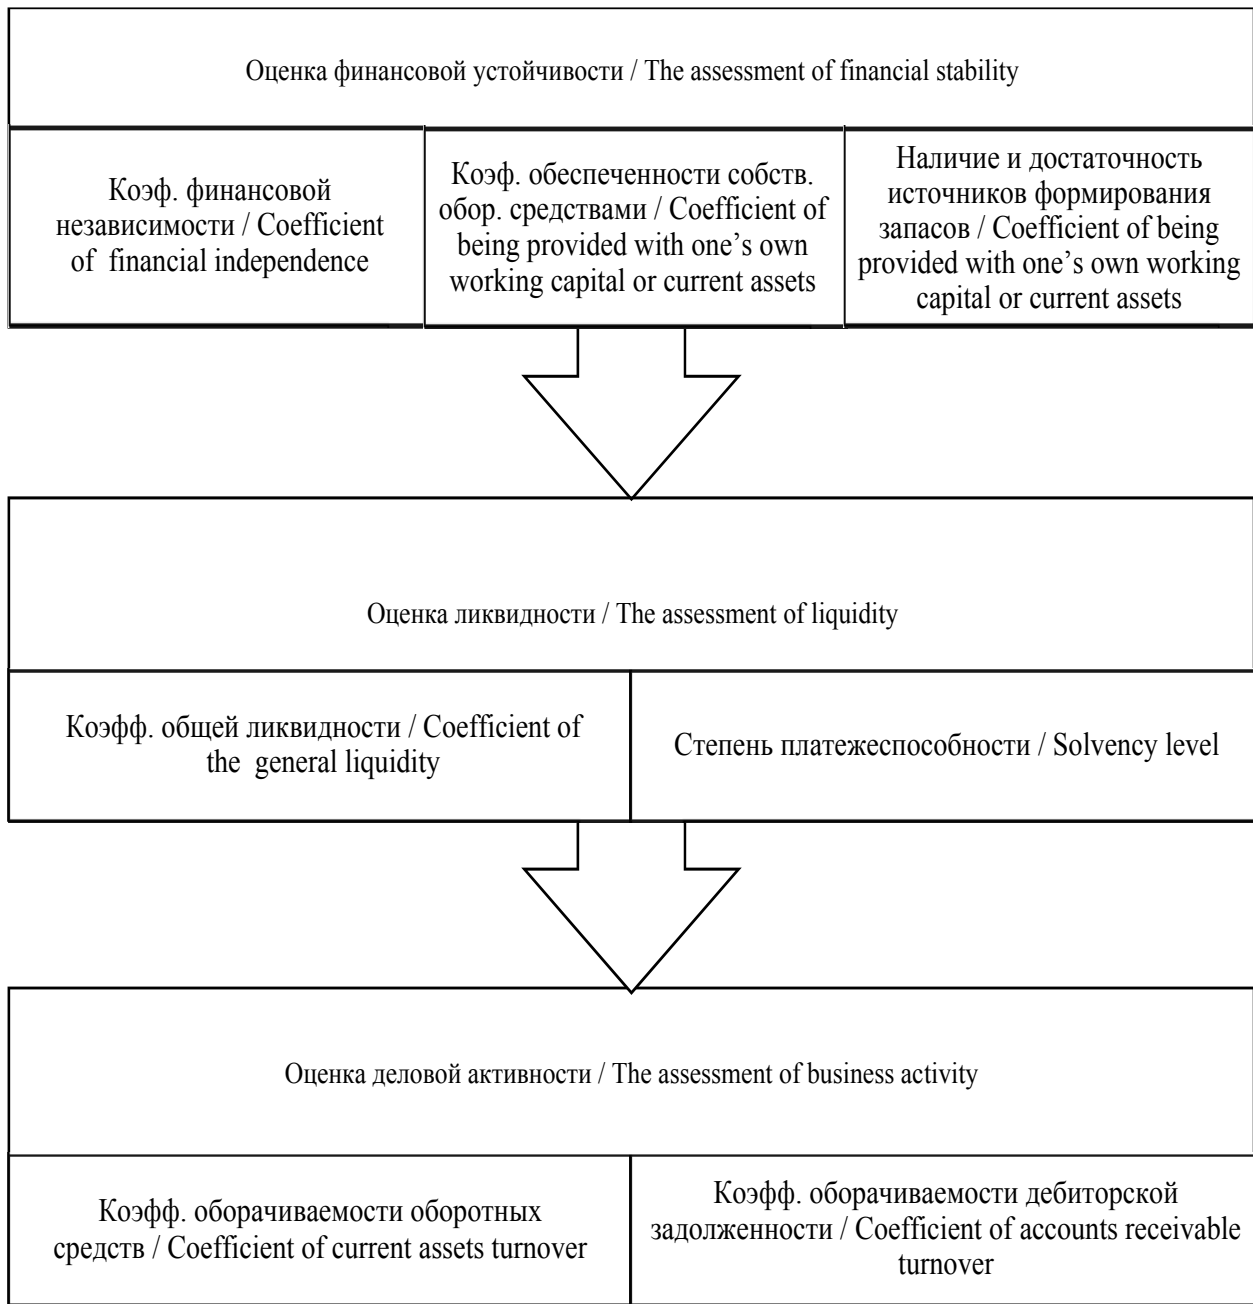 Оценка финансовой устойчивости / The assessment of financial stability
Коэф. финансовой
независимости / Coefficient
of financial independence
Коэф. обеспеченности собств.
обор. средствами / Coefficient of
being provided with one’s own
working capital or current assets
Наличие и достаточность
источников формирования
запасов / Coefficient of being
provided with one’s own working
capital or current assets
Оценка ликвидности / The assessment of liquidity
Коэфф. общей ликвидности / Coefficient of
the general liquidity
Степень платежеспособности / Solvency level
Оценка деловой активности / The assessment of business activity
Коэфф. оборачиваемости оборотных
средств / Coefficient of current assets turnover
Коэфф. оборачиваемости дебиторской
задолженности / Coefficient of accounts receivable
turnover